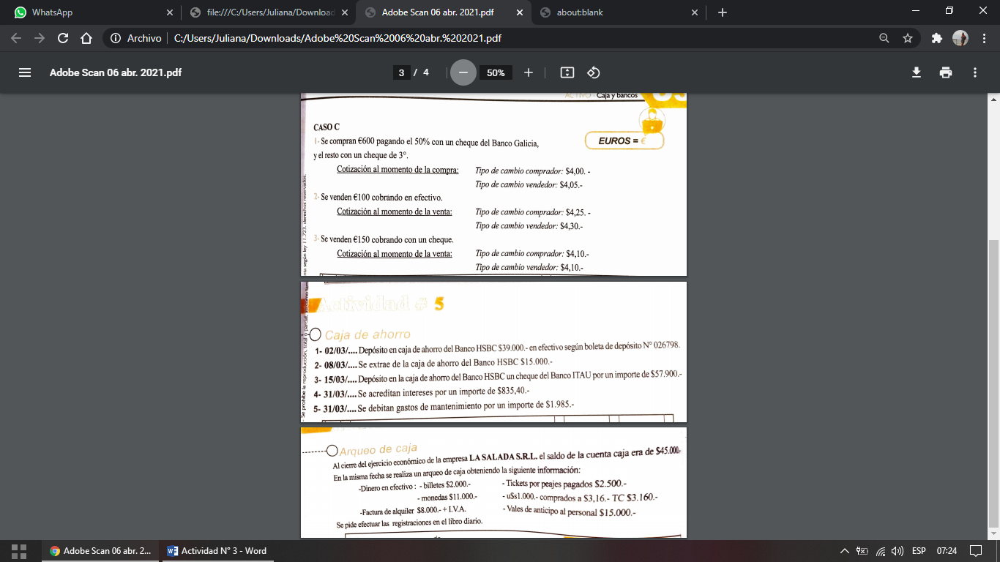 WhatsApp
file:///C:/Users/Juliana/Download
Adobe Scan 06 abr. 2021.pdf
about:blank
Archivo C:/Users/Juliana/Downloads/Adobe%20Scan%2006%20abr.%202021.pdf
Adobe Scan 06 abr. 2021.pdf
3 / 4
50%
ACTIVO - Caja y bancos
CASO C
1- Se compran €600 pagando el 50% con un cheque del Banco Galicia,
EUROS = €
y el resto con un cheque de 3°.
Cotización al momento de la compra: Tipo de cambio comprador: $4,00. -
Tipo de cambio vendedor: $4,05.-
2- Se venden €100 cobrando en efectivo.
Cotización al momento de la venta: Tipo de cambio comprador: $4,25. -
Tipo de cambio vendedor: $4,30.-
3- Se venden €150 cobrando con un cheque.
Cotización al momento de la venta: Tipo de cambio comprador: $4,10.-
Tipo de cambio vendedor: $4,10.-
según ley 11.723. derechos reservados.
Actividad # 5
Caja de ahorro
1- 02/03/.... Depósito en caja de ahorro del Banco HSBC $39.000.- en efectivo según boleta de depósito N° 026798.
2- 08/03/.... Se extrae de la caja de ahorro del Banco HSBC $15.000.-
3- 15/03/.... Depósito en la caja de ahorro del Banco HSBC un cheque del Banco ITAU por un importe de $57.900.-
4- 31/03/.... Se acreditan intereses por un importe de $835,40.-
5- 31/03/.... Se debitan gastos de mantenimiento por un importe de $1.985.-
- Se prohibe la reproducción, total o parcial,
Arqueo de caja
Al cierre del ejercicio económico de la empresa LA SALADA S.R.L. el saldo de la cuenta caja era de $45.000.-
En la misma fecha se realiza un arqueo de caja obteniendo la siguiente información:
-Dinero en efectivo : - billetes $2.000.- - Tickets por peajes pagados $2.500.-
- monedas $11.000.- - u$s1.000.- comprados a $3,16.- TC $3.160.-
-Factura de alquiler $8.000.- + I.V.A. - Vales de anticipo al personal $15.000.-
Se pide efectuar las registraciones en el libro diario.
Adobe Scan 06 abr. 2...
Actividad N° 3 - Word
ESP
07:24